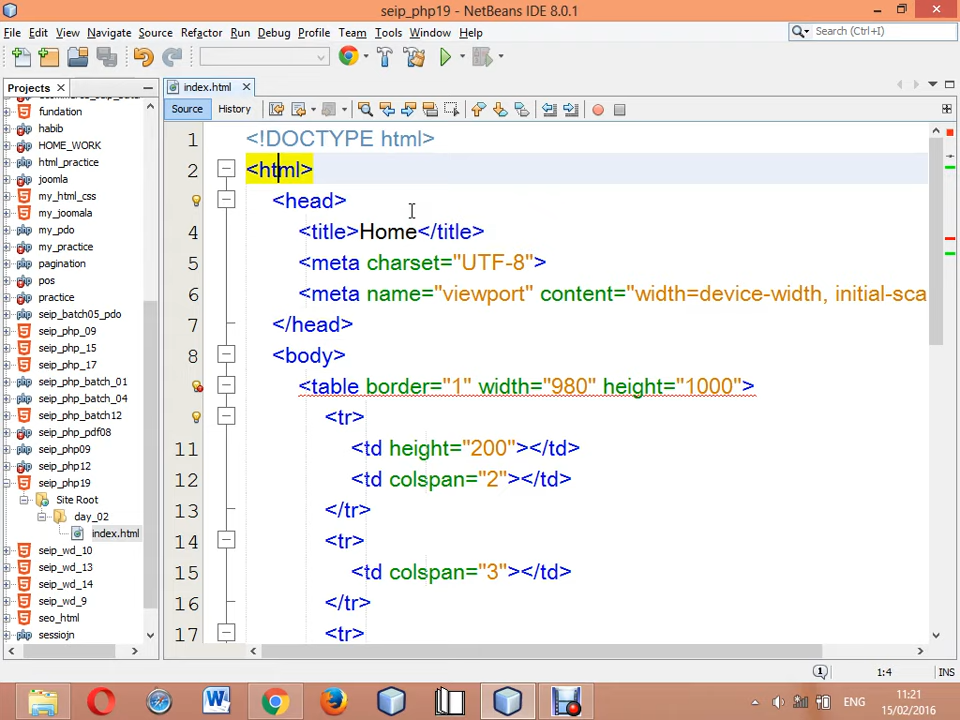 seip_php19 - NetBeans IDE 8.0.1
File Edit View Navigate Source Refactor Run Debug Profile Team Tools Window Help
Search (Ctrl+I)
Projects
index.html
Source History
fundation
habib
HOME_WORK
html_practice
joomla
my_html_css
my_joomala
my_pdo
my_practice
pagination
pos
practice
seip_batch05_pdo
seip_php_09
seip_php_15
seip_php_17
seip_php_batch_01
seip_php_batch_04
seip_php_batch12
seip_php_pdf08
seip_php09
seip_php12
seip_php19
Site Root
day_02
index.html
seip_wd_10
seip_wd_13
seip_wd_14
seip_wd_9
seo_html
sessiojn
1 <!DOCTYPE html>
2 <html>
<head>
4 <title>Home</title>
5 <meta charset="UTF-8">
6 <meta name="viewport" content="width=device-width, initial-sca
7 </head>
8 <body>
<table border="1" width="980" height="1000">
<tr>
11 <td height="200"></td>
12 <td colspan="2"></td>
13 </tr>
14 <tr>
15 <td colspan="3"></td>
16 </tr>
17 <tr>
1:4 INS
ENG
11:21
15/02/2016